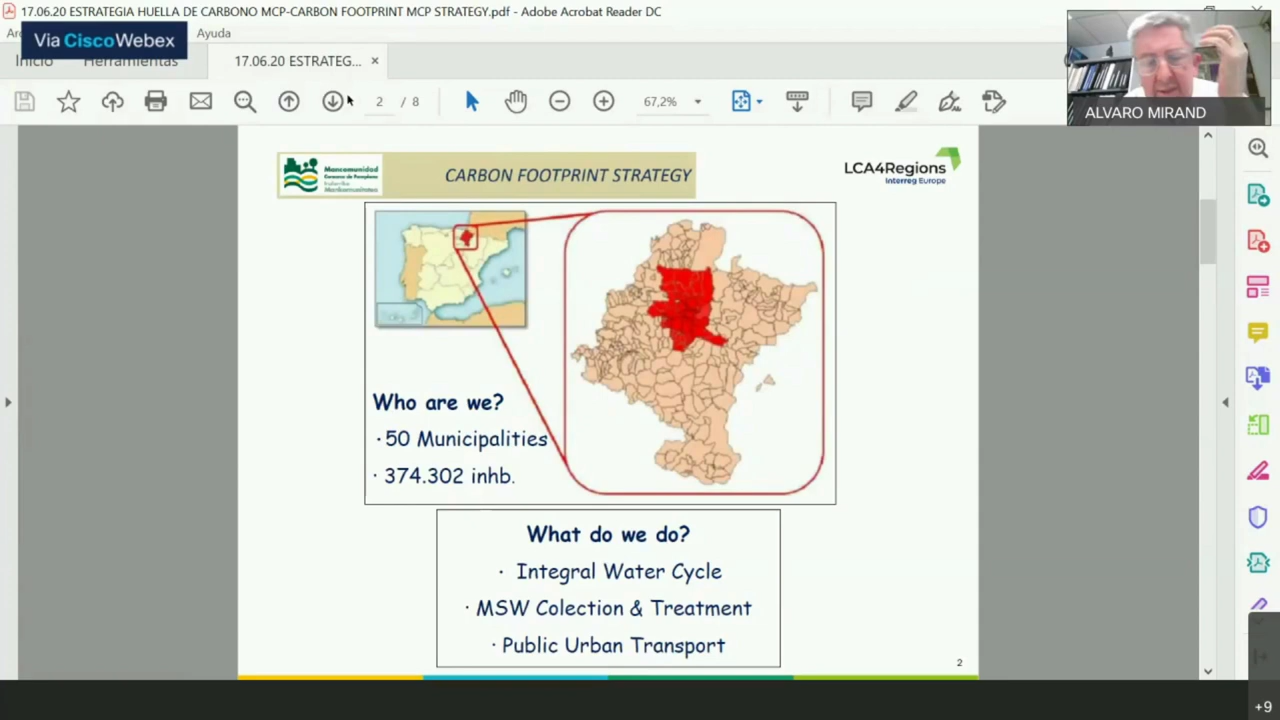 17.06.20 ESTRATEGIA HUELLA DE CARBONO MCP-CARBON FOOTPRINT MCP STRATEGY.pdf - Adobe Acrobat Reader DC
Via Cisco Webex
Ayuda
Inicio
Herramientas
17.06.20 ESTRATEG...
2 / 8
67,2%
ALVARO MIRAND
Mancomunidad
CARBON FOOTPRINT STRATEGY
LCA4Regions
Interreg Europe
Who are we?
· 50 Municipalities
· 374.302 inhb.
What do we do?
· Integral Water Cycle
· MSW Colection & Treatment
· Public Urban Transport
2
+9